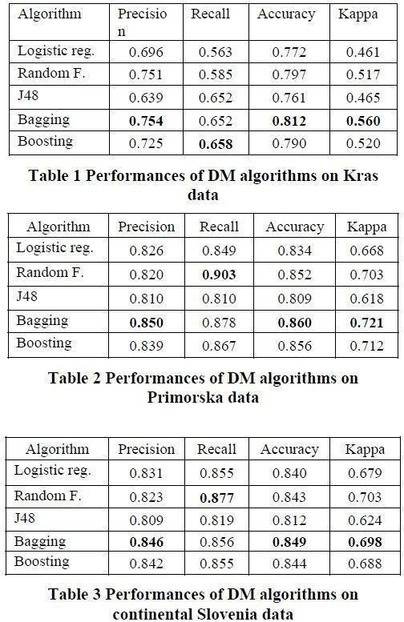 Algorithm Precisio n Recall Accuracy Kappa
Logistic reg. 0.696 0.563 0.772 0.461
Random F. 0.751 0.585 0.797 0.517
J48 0.639 0.652 0.761 0.465
Bagging 0.754 0.652 0.812 0.560
Boosting 0.725 0.658 0.790 0.520
Table 1 Performances of DM algorithms on Kras
data
Algorithm Precision Recall Accuracy Kappa
Logistic reg. 0.826 0.849 0.834 0.668
Random F. 0.820 0.903 0.852 0.703
J48 0.810 0.810 0.809 0.618
Bagging 0.850 0.878 0.860 0.721
Boosting 0.839 0.867 0.856 0.712
Table 2 Performances of DM algorithms on
Primorska data
Algorithm Precision Recall Accuracy Kappa
Logistic reg. 0.831 0.855 0.840 0.679
Random F. 0.823 0.877 0.843 0.703
J48 0.809 0.819 0.812 0.624
Bagging 0.846 0.856 0.849 0.698
Boosting 0.842 0.855 0.844 0.688
Table 3 Performances of DM algorithms on
continental Slovenia data